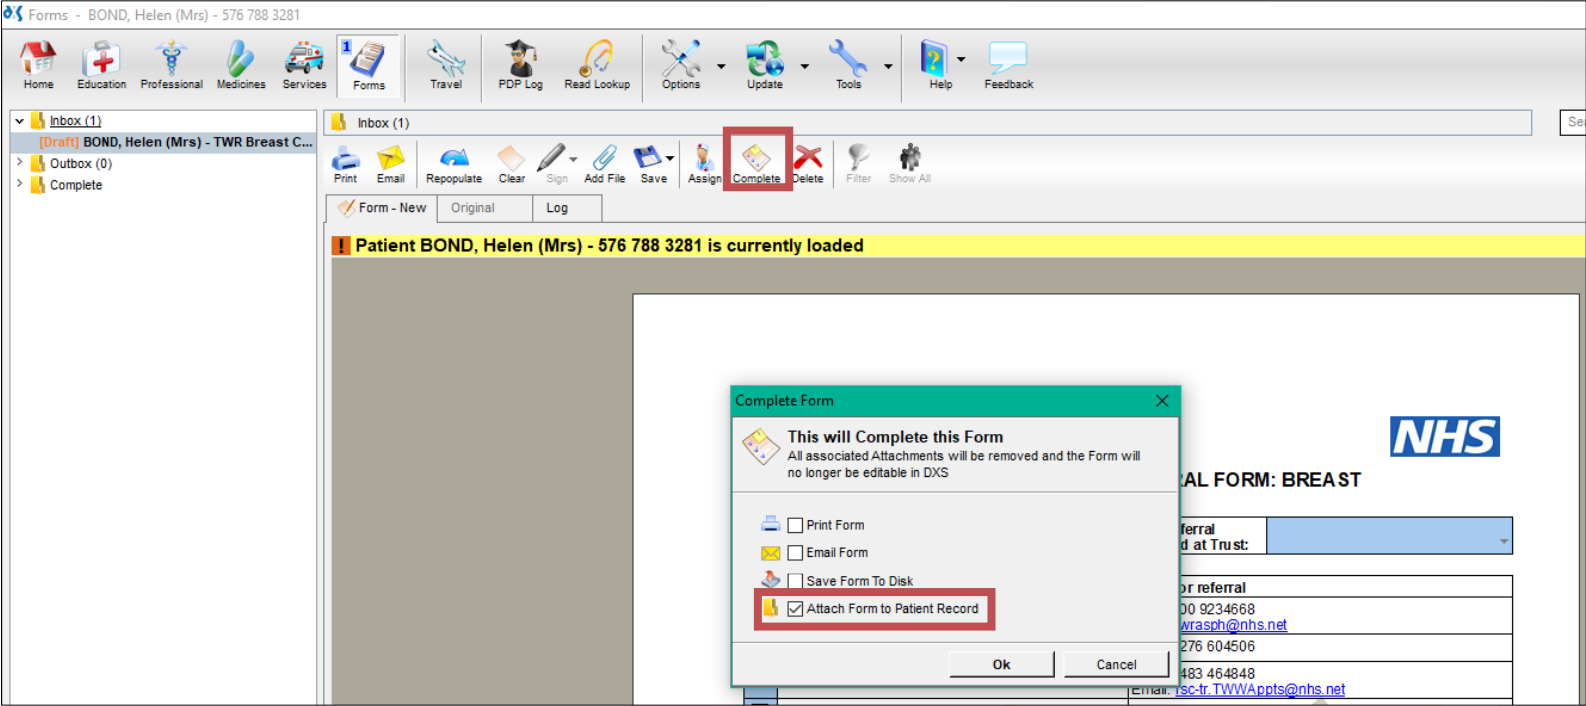 Forms - BOND, Helen (Mrs) - 576 788 3281
1
Home Education Professional Medicines Services Forms Travel PDP Log Read Lookup Options Update Tools Help Feedback
Inbox (1)
[Draft] BOND, Helen (Mrs) - TWR Breast C...
Outbox (0)
Complete
Inbox (1)
Sea
Print Email Repopulate Clear Sign Add File Save Assign Complete Delete Filter Show All
Form - New Original Log
! Patient BOND, Helen (Mrs) - 576 788 3281 is currently loaded
NHS
AL FORM: BREAST
ferral
d at Trust:
or referral
00 9234668
wrasph@nhs.net
276 604506
483 464848
Email: rsc-tr.TWWAppts@nhs.net
Complete Form
This will Complete this Form
All associated Attachments will be removed and the Form will
no longer be editable in DXS
Print Form
Email Form
Save Form To Disk
Attach Form to Patient Record
Ok Cancel